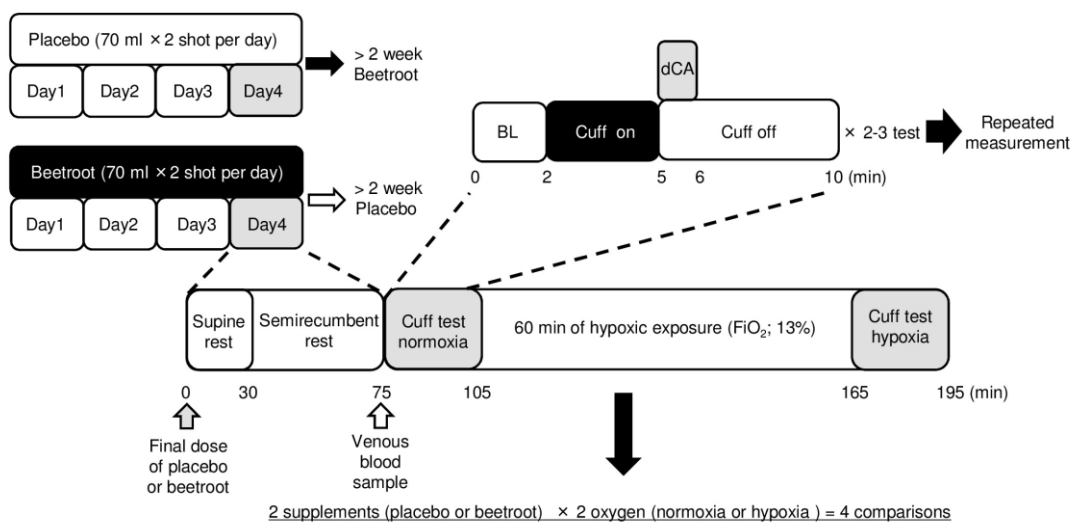 Placebo (70 ml ×2 shot per day)
Day1 Day2 Day3 Day4
> 2 week
Beetroot
Beetroot (70 ml ×2 shot per day)
Day1 Day2 Day3 Day4
> 2 week
Placebo
dCA
BL Cuff on Cuff off × 2-3 test
Repeated
measurement
0 2 5 6 10 (min)
Supine
rest
Semirecumbent
rest
Cuff test
normoxia
60 min of hypoxic exposure (FiO₂; 13%)
Cuff test
hypoxia
0 30 75 105 165 195 (min)
Final dose
of placebo
or beetroot
Venous
blood
sample
2 supplements (placebo or beetroot) × 2 oxygen (normoxia or hypoxia ) = 4 comparisons